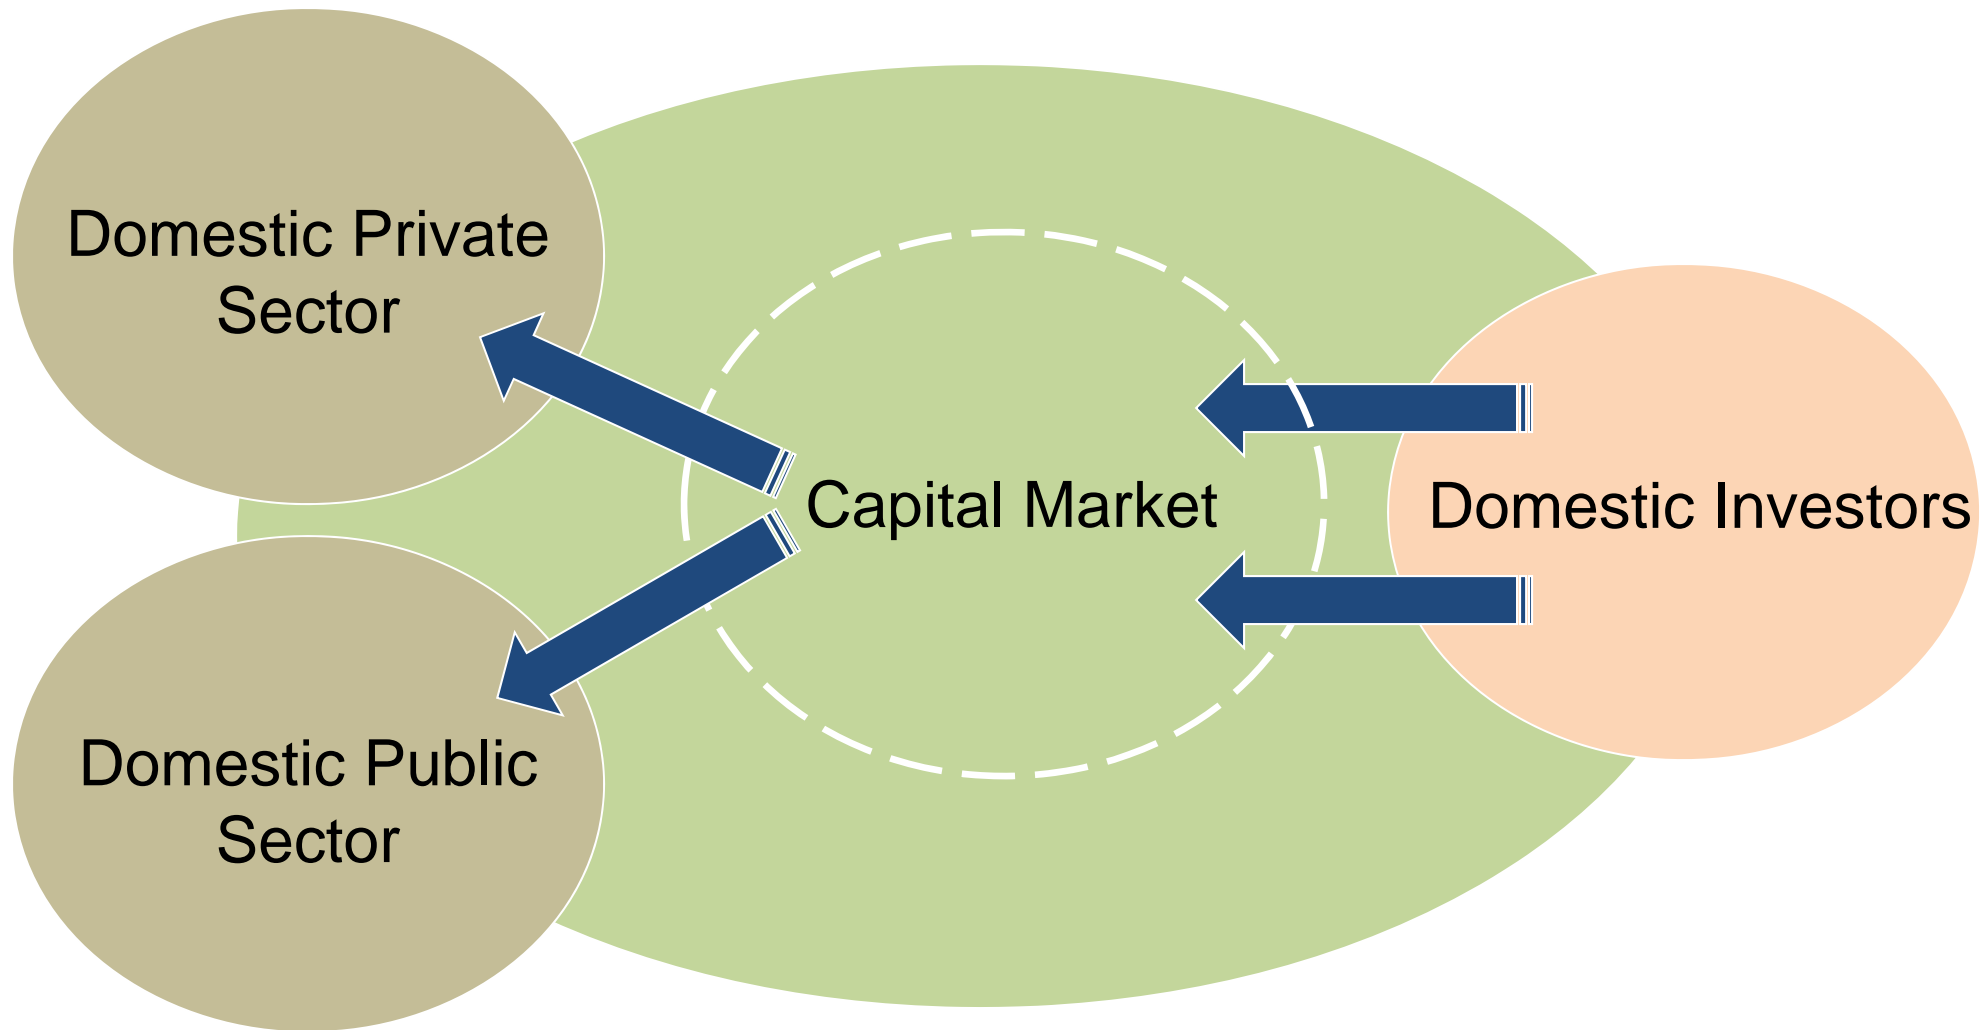 Domestic Private
Sector
Capital Market
Domestic Investors
Domestic Public
Sector